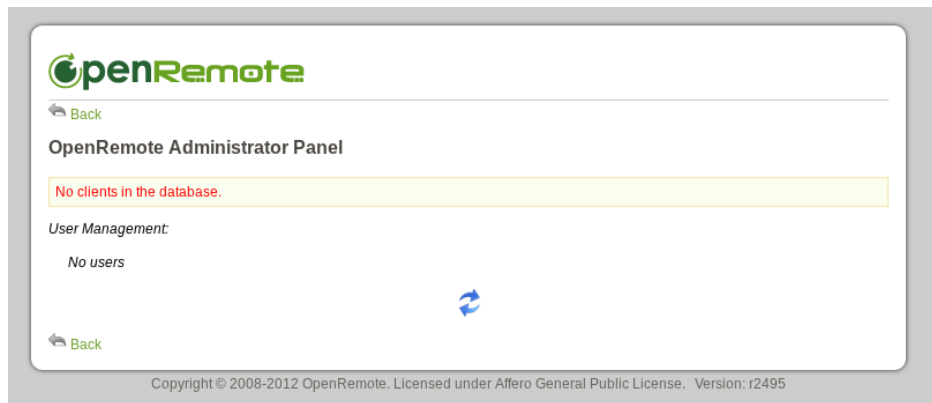 OpenRemote
Back
OpenRemote Administrator Panel
No clients in the database.
User Management:
No users
Back
Copyright © 2008-2012 OpenRemote. Licensed under Affero General Public License. Version: r2495